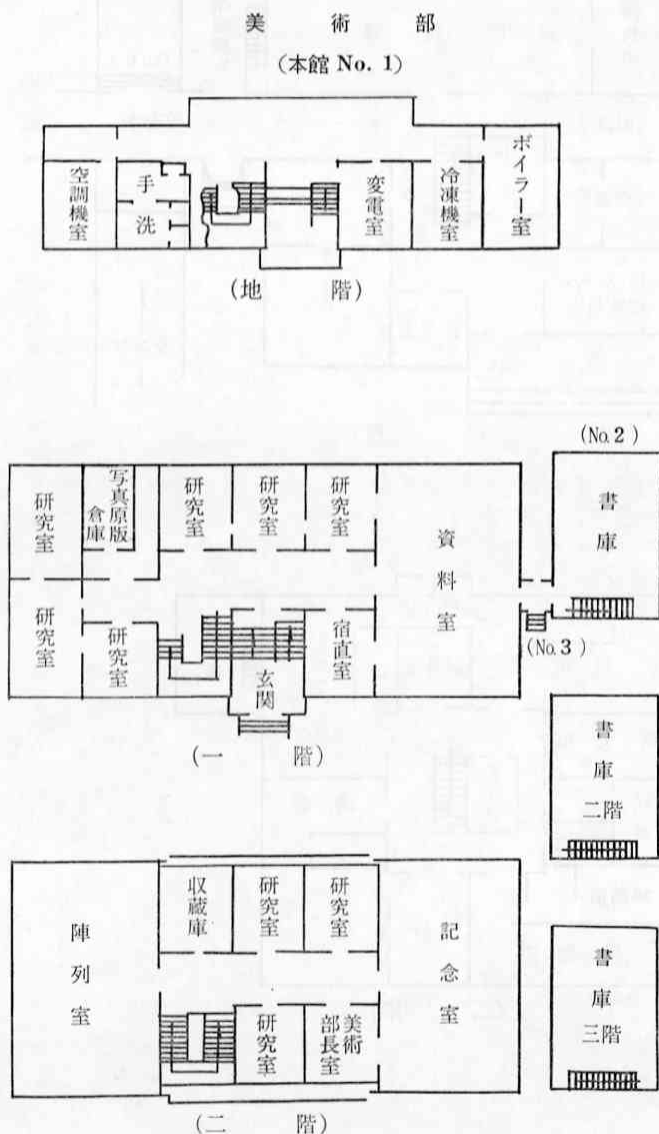 美術部
(本館 No. 1)
空調機室
手洗
変電室
冷凍機室
ボイラー室
(地階)
(No. 2)
研究室
写真原版
倉庫
研究室
研究室
研究室
資料室
書庫
研究室
研究室
玄関
宿直室
(No. 3)
(一階)
書庫
二階
陣列室
収蔵庫
研究室
研究室
記念室
研究室
美術
部長室
書庫
三階
(二階)